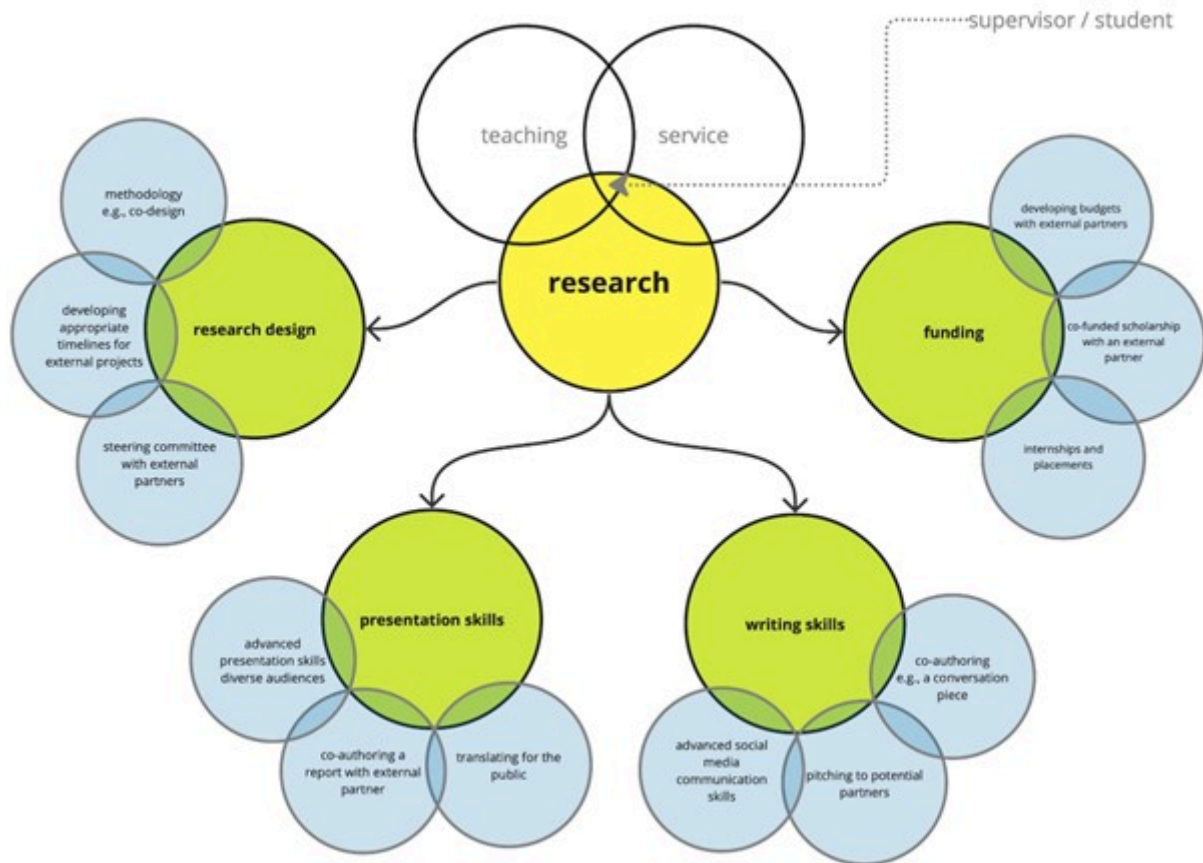 supervisor / student
teaching
service
research
methodology
e.g., co-design
developing
appropriate
timelines for
external projects
steering committee
with external
partners
research design
funding
developing budgets
with external partners
co-funded scholarship
with an external
partner
internships and
placements
presentation skills
advanced
presentation skills
diverse audiences
co-authoring a
report with external
partner
translating for the
public
writing skills
co-authoring
e.g., a conversation
piece
advanced social
media
communication
skills
pitching to potential
partners